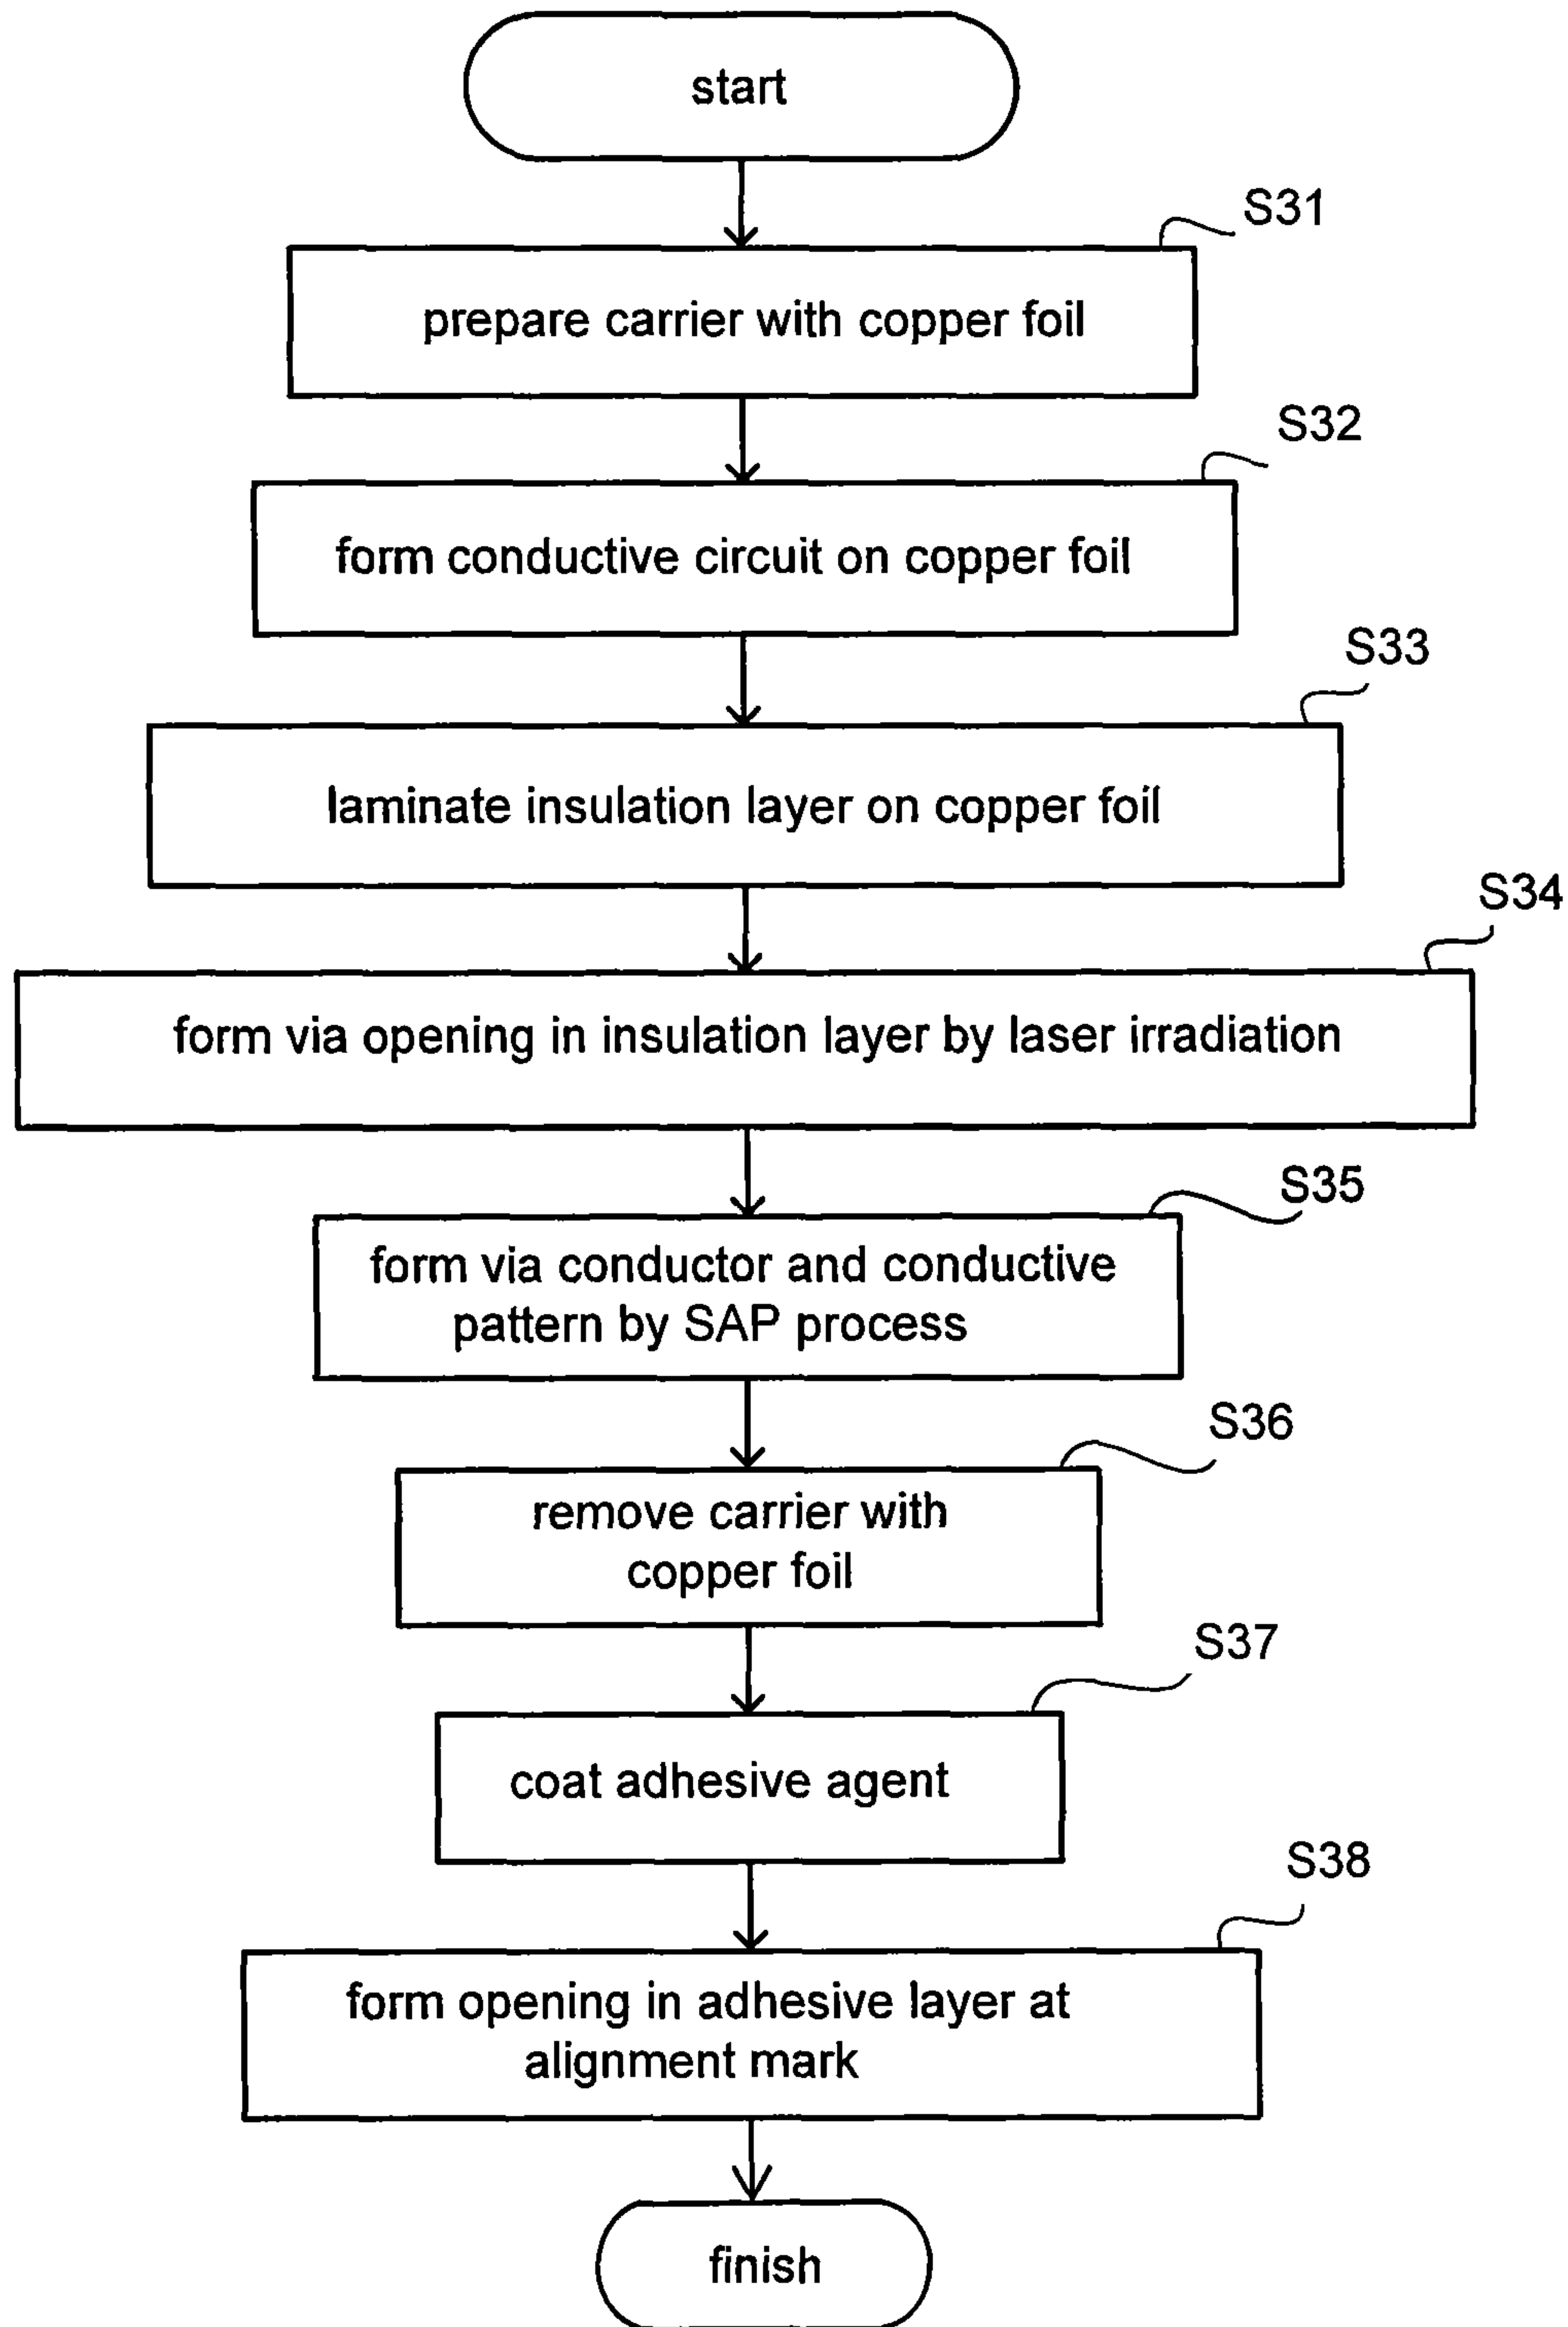 start
S31
prepare carrier with copper foil
S32
form conductive circuit on copper foil
S33
laminate insulation layer on copper foil
S34
form via opening in insulation layer by laser irradiation
S35
form via conductor and conductive
pattern by SAP process
S36
remove carrier with
copper foil
S37
coat adhesive agent
S38
form opening in adhesive layer at
alignment mark
finish